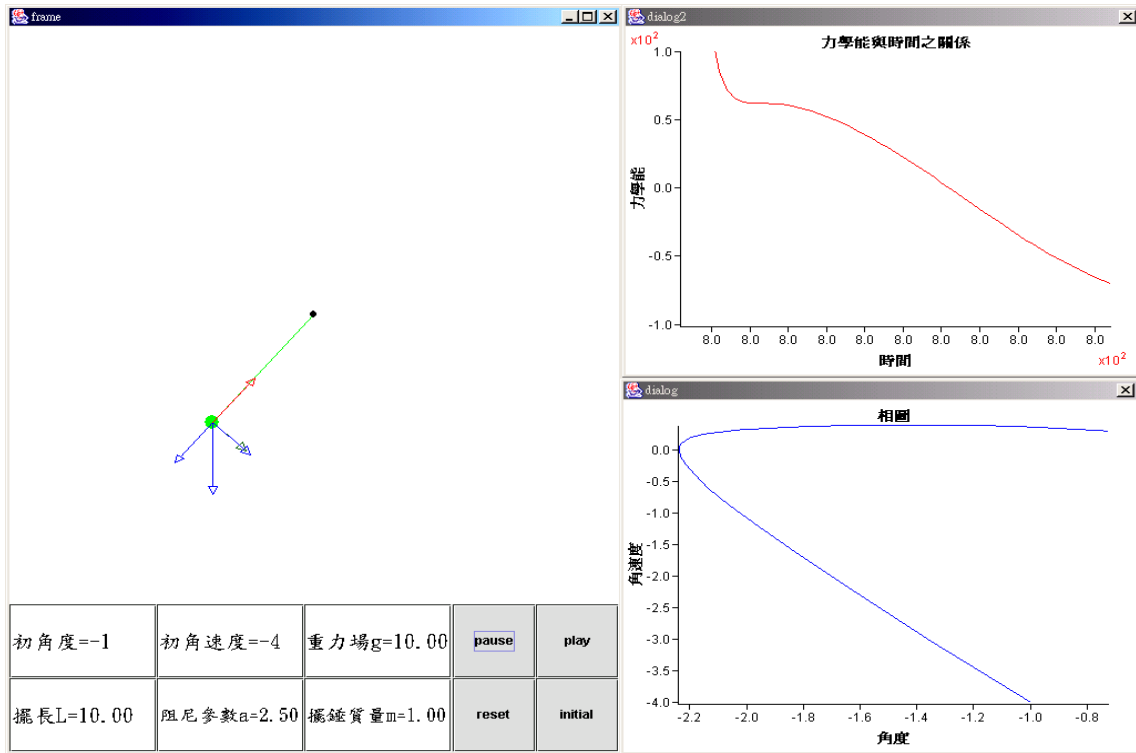 frame
初角度=-1
初角速度=-4
重力場g=10.00
pause
play
擺長L=10.00
阻尼參數a=2.50
擺錘質量m=1.00
reset
initial
dialog2
力學能與時間之關係
x10²
1.0
0.5
0.0
-0.5
-1.0
力學能
8.0 8.0 8.0 8.0 8.0 8.0 8.0 8.0 8.0 8.0 8.0
時間
x10²
dialog
相圖
0.0
-0.5
-1.0
-1.5
-2.0
-2.5
-3.0
-3.5
-4.0
角速度
-2.2 -2.0 -1.8 -1.6 -1.4 -1.2 -1.0 -0.8
角度